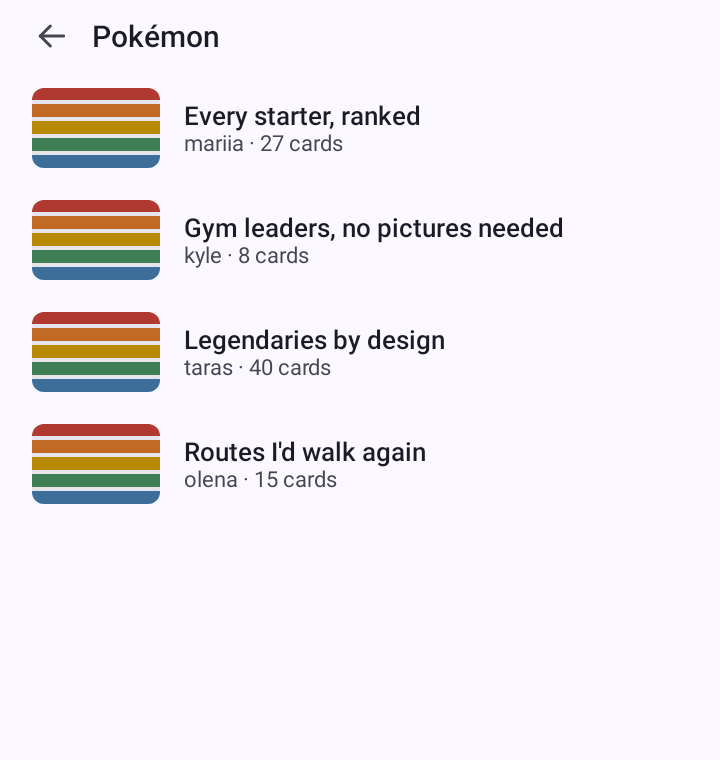 Pokémon
Every starter, ranked
mariia · 27 cards
Gym leaders, no pictures needed
kyle · 8 cards
Legendaries by design
taras · 40 cards
Routes I'd walk again
olena · 15 cards